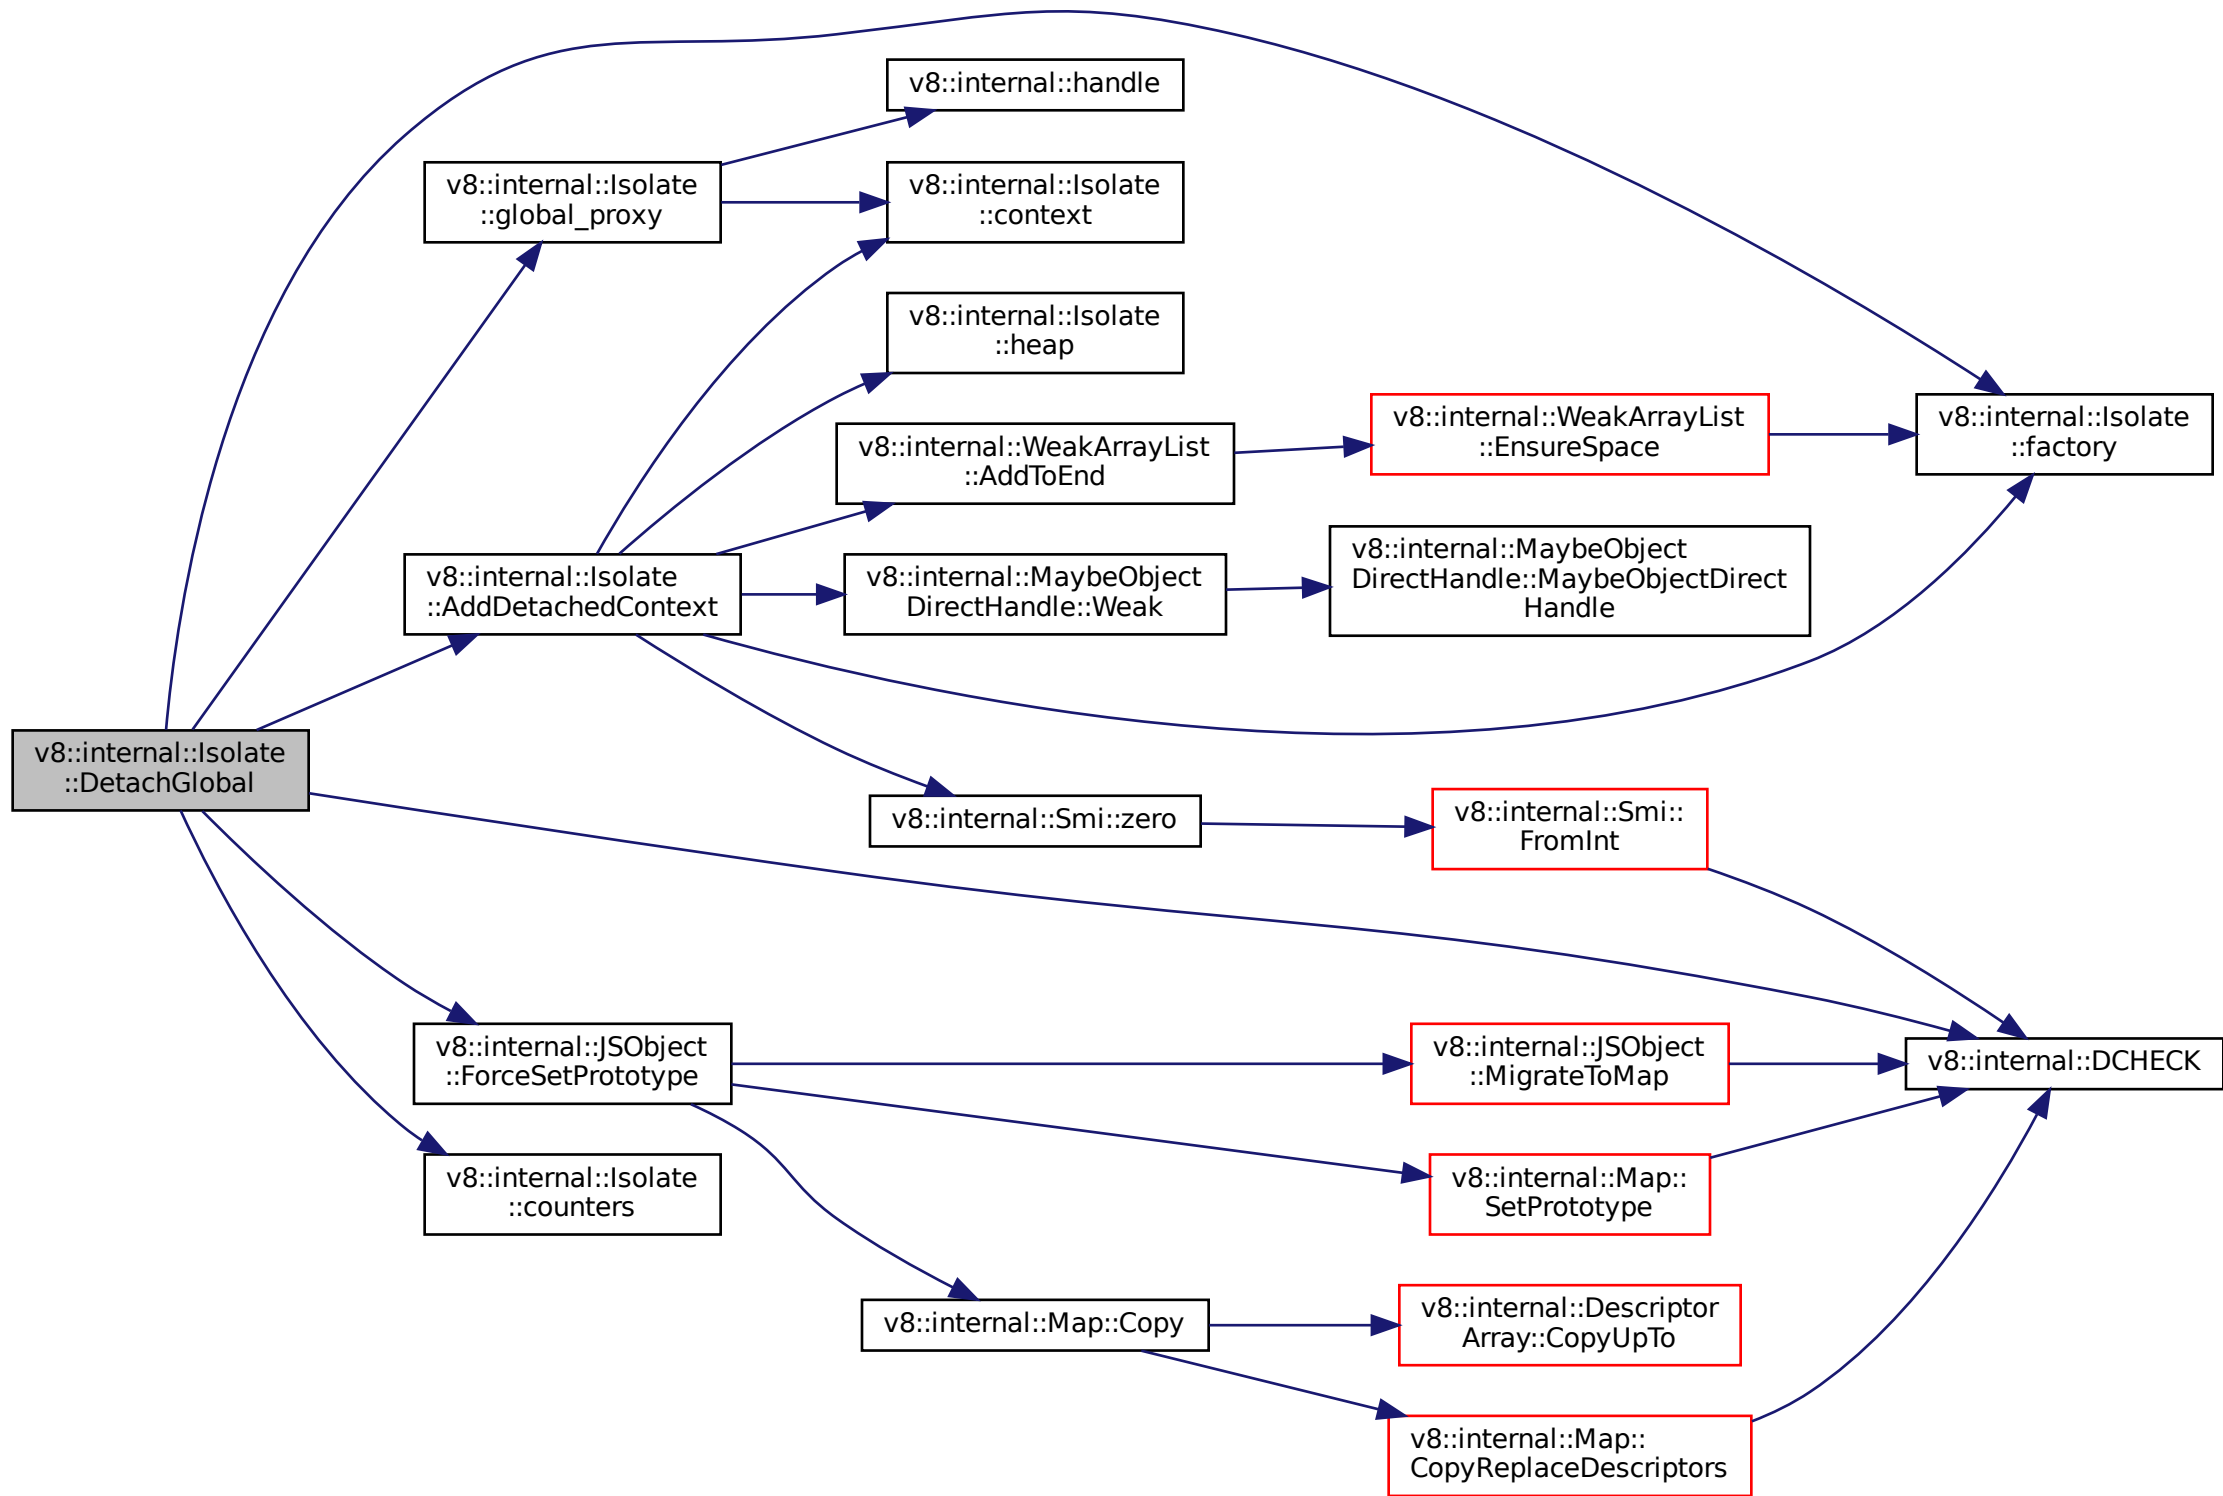 v8::internal::handle
v8::internal::Isolate
::global_proxy
v8::internal::Isolate
::context
v8::internal::Isolate
::heap
v8::internal::WeakArrayList
::AddToEnd
v8::internal::WeakArrayList
::EnsureSpace
v8::internal::Isolate
::factory
v8::internal::Isolate
::AddDetachedContext
v8::internal::MaybeObject
DirectHandle::Weak
v8::internal::MaybeObject
DirectHandle::MaybeObjectDirect
Handle
v8::internal::Isolate
::DetachGlobal
v8::internal::Smi::zero
v8::internal::Smi::
FromInt
v8::internal::JSObject
::ForceSetPrototype
v8::internal::JSObject
::MigrateToMap
v8::internal::DCHECK
v8::internal::Isolate
::counters
v8::internal::Map::
SetPrototype
v8::internal::Map::Copy
v8::internal::Descriptor
Array::CopyUpTo
v8::internal::Map::
CopyReplaceDescriptors